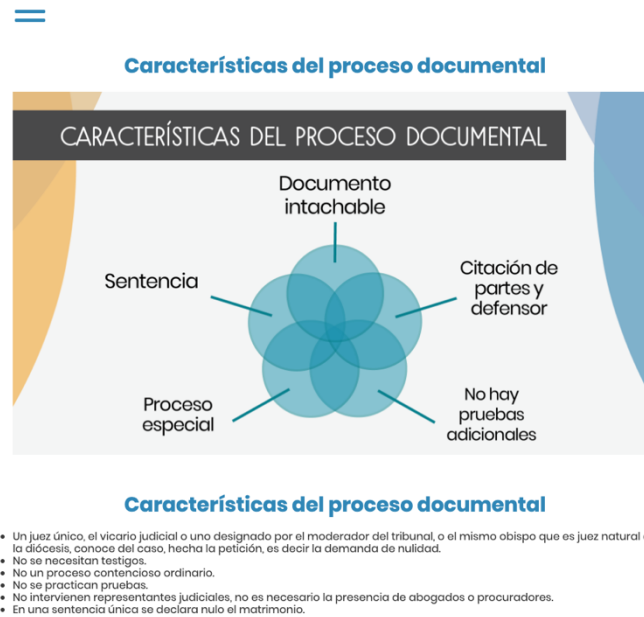 Características del proceso documental
CARACTERÍSTICAS DEL PROCESO DOCUMENTAL
Documento
intachable
Sentencia
Citación de
partes y
defensor
Proceso
especial
No hay
pruebas
adicionales
Características del proceso documental
• Un juez único, el vicario judicial o uno designado por el moderador del tribunal, o el mismo obispo que es juez natural
la diócesis, conoce del caso, hecha la petición, es decir la demanda de nulidad.
• No se necesitan testigos.
• No un proceso contencioso ordinario.
• No se practican pruebas.
• No intervienen representantes judiciales, no es necesario la presencia de abogados o procuradores.
• En una sentencia única se declara nulo el matrimonio.